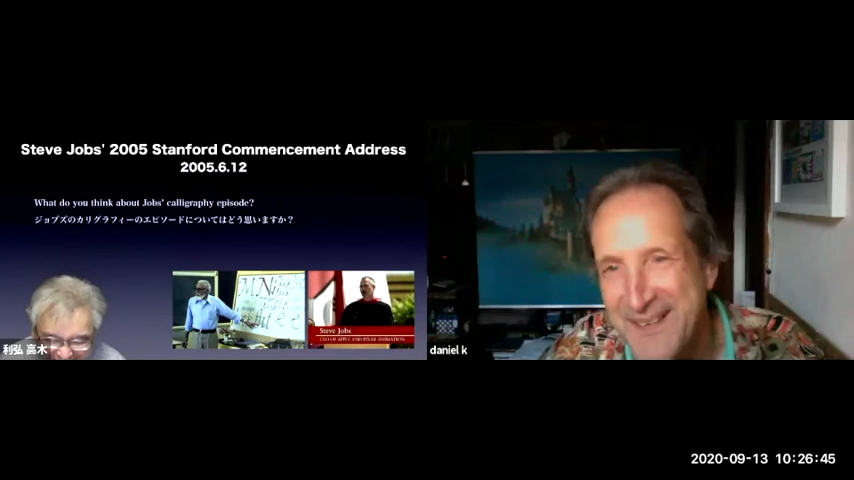 Steve Jobs' 2005 Stanford Commencement Address
2005.6.12
What do you think about Jobs' calligraphy episode?
ジョブズのカリグラフィーのエピソードについてはどう思いますか？
Steve Jobs
CEO OF APPLE AND PIXAR ANIMATION
利弘 高木
daniel k
2020-09-13 10:26:45